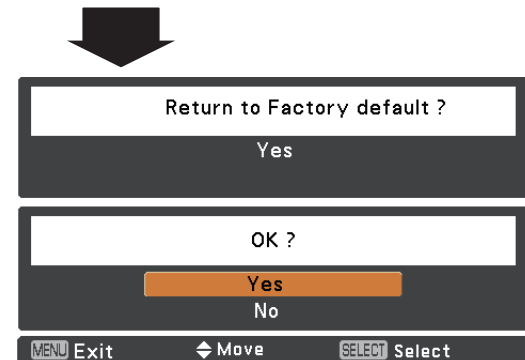 Return to Factory default ?
Yes
OK ?
Yes
No
MENU Exit Move SELECT Select